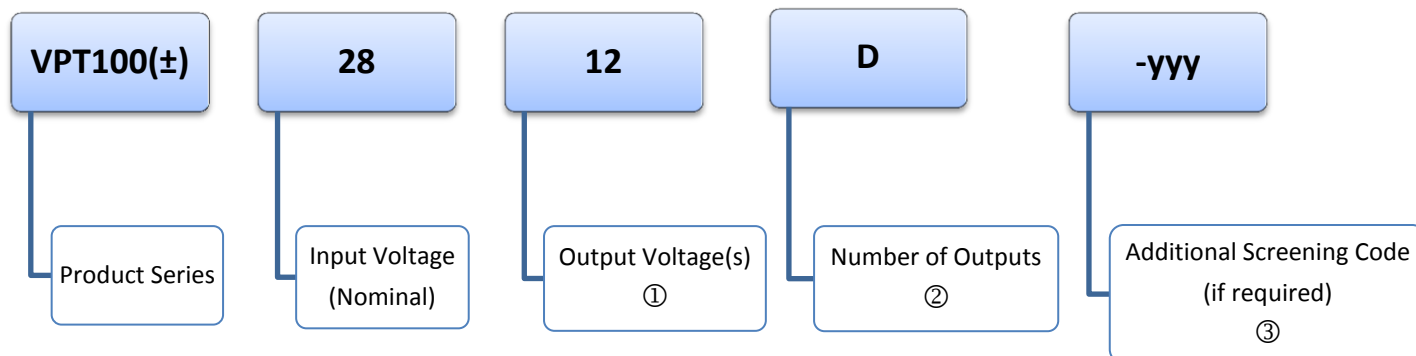 VPT100(±)
28
12
D
-yyy
Product Series
Input Voltage
(Nominal)
Output Voltage(s)
①
Number of Outputs
②
Additional Screening Code
(if required)
③